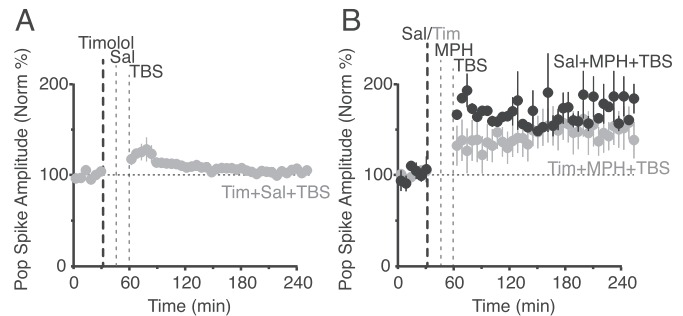 A
Timolol
Sal
TBS
Pop Spike Amplitude (Norm %)
200
100
0
Tim+Sal+TBS
0
60
120
180
240
Time (min)
B
Sal/Tim
MPH
TBS
Sal+MPH+TBS
Pop Spike Amplitude (Norm %)
200
100
0
Tim+MPH+TBS
0
60
120
180
240
Time (min)